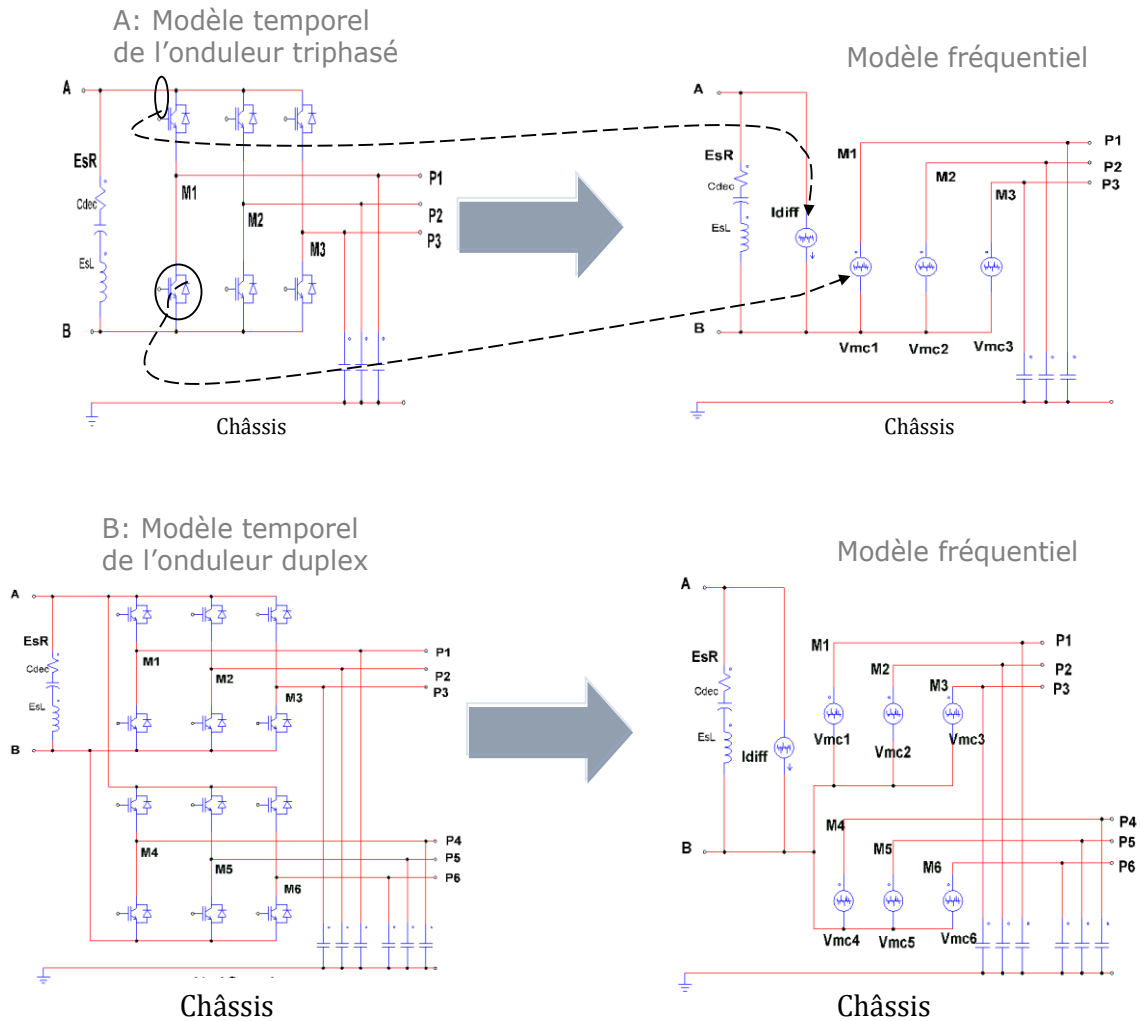 A: Modèle temporel
de l'onduleur triphasé
Modèle fréquentiel
A
EsR
Cdec
EsL
B
M1
M2
M3
P1
P2
P3
Châssis
A
EsR
Cdec
EsL
Idiff
B
M1
M2
M3
P1
P2
P3
Vmc1
Vmc2
Vmc3
Châssis
B: Modèle temporel
de l'onduleur duplex
Modèle fréquentiel
A
EsR
Cdec
EsL
B
M1
M2
M3
P1
P2
P3
M4
M5
M6
P4
P5
P6
Châssis
A
EsR
Cdec
EsL
Idiff
B
M1
M2
M3
P1
P2
P3
Vmc1
Vmc2
Vmc3
M4
M5
M6
P4
P5
P6
Vmc4
Vmc5
Vmc6
Châssis